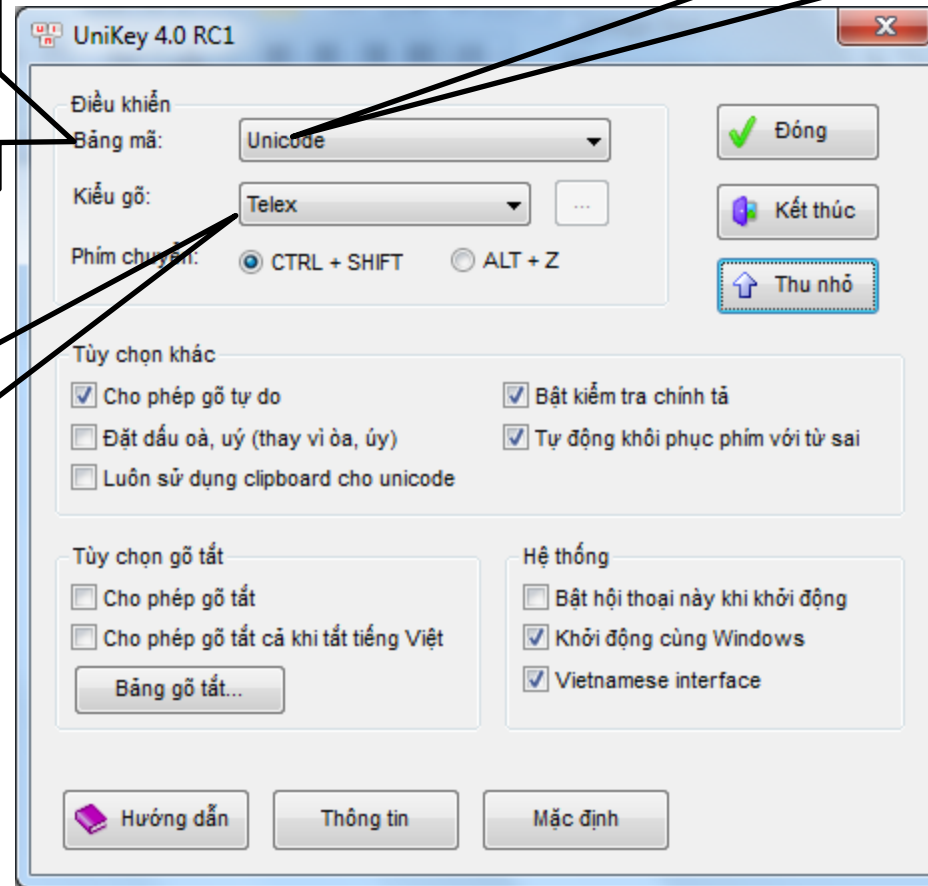 UniKey 4.0 RC1
Điều khiển
Bảng mã: Unicode
Đóng
Kiểu gõ: Telex ...
Kết thúc
Phím chuyển: CTRL + SHIFT ALT + Z
Thu nhỏ
Tùy chọn khác
Cho phép gõ tự do
Bật kiểm tra chính tả
Đặt dấu oà, uý (thay vì òa, úy)
Tự động khôi phục phím với từ sai
Luôn sử dụng clipboard cho unicode
Tùy chọn gõ tắt
Cho phép gõ tắt
Cho phép gõ tắt cả khi tắt tiếng Việt
Bảng gõ tắt...
Hệ thống
Bật hội thoại này khi khởi động
Khởi động cùng Windows
Vietnamese interface
Hướng dẫn
Thông tin
Mặc định